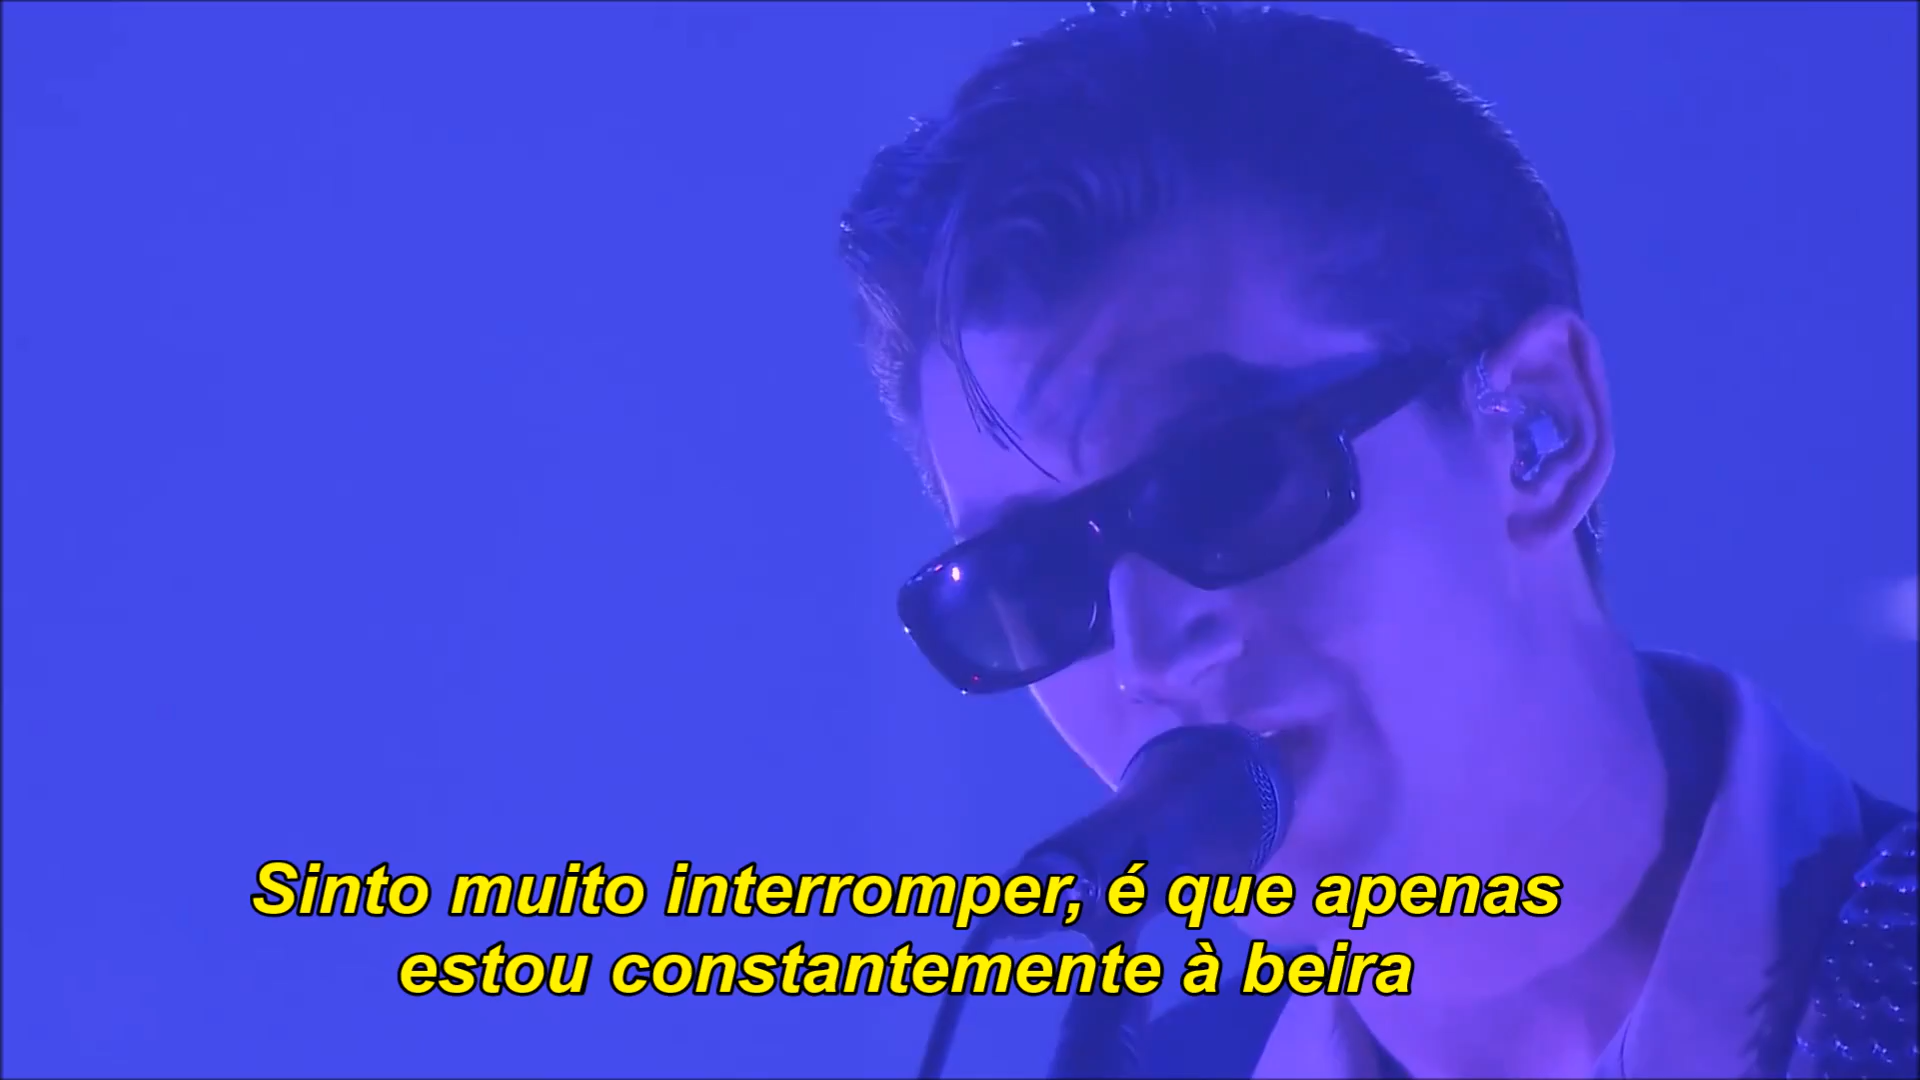 Sinto muito interromper, é que apenas
estou constantemente à beira